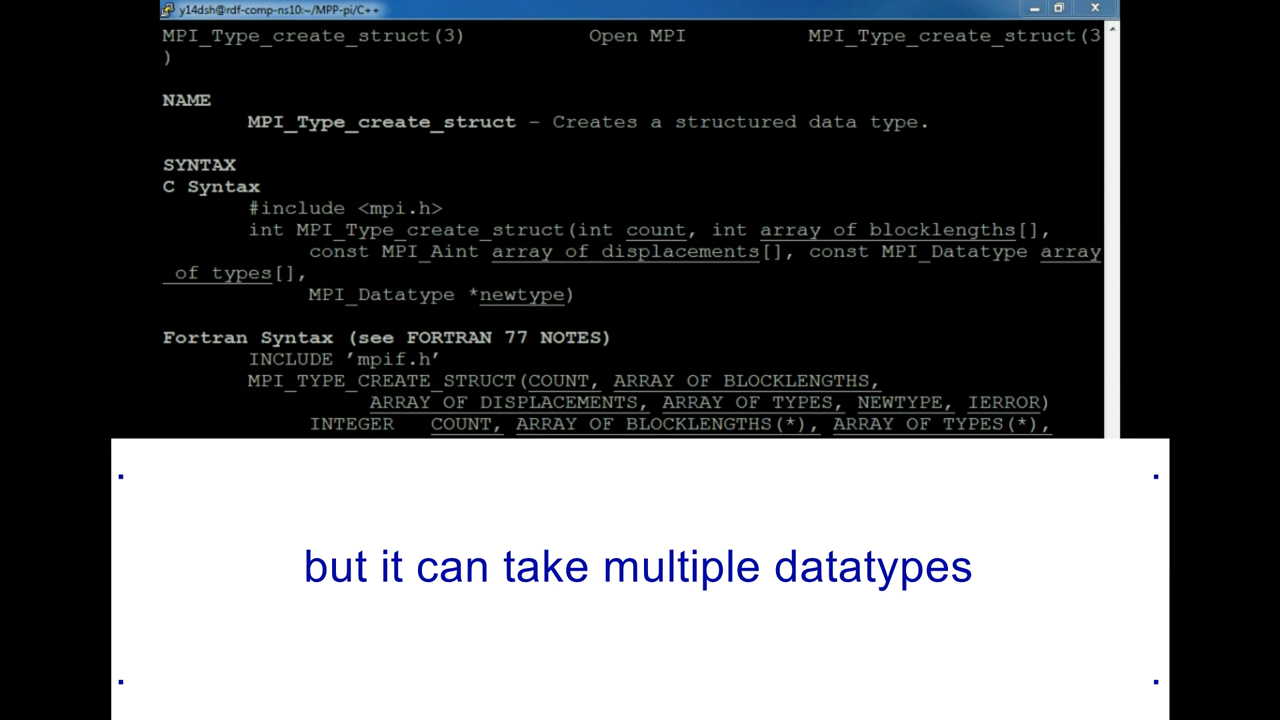 y14dsh@rdf-comp-ns10:~/MPP-pi/C++
MPI_Type_create_struct(3) Open MPI MPI_Type_create_struct(3
)
NAME
MPI_Type_create_struct - Creates a structured data type.
SYNTAX
C Syntax
#include <mpi.h>
int MPI_Type_create_struct(int count, int array of blocklengths[],
const MPI_Aint array of displacements[], const MPI_Datatype array
of types[],
MPI_Datatype *newtype)
Fortran Syntax (see FORTRAN 77 NOTES)
INCLUDE 'mpif.h'
MPI_TYPE_CREATE_STRUCT(COUNT, ARRAY OF BLOCKLENGTHS,
ARRAY OF DISPLACEMENTS, ARRAY OF TYPES, NEWTYPE, IERROR)
INTEGER COUNT, ARRAY OF BLOCKLENGTHS(*), ARRAY OF TYPES(*),
but it can take multiple datatypes